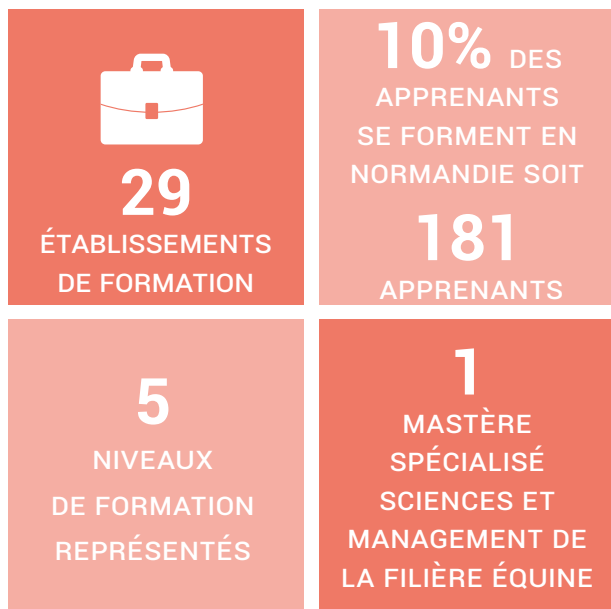 29
ÉTABLISSEMENTS
DE FORMATION
10% DES
APPRENANTS
SE FORMENT EN
NORMANDIE SOIT
181
APPRENANTS
5
NIVEAUX
DE FORMATION
REPRÉSENTÉS
1
MASTÈRE
SPÉCIALISÉ
SCIENCES ET
MANAGEMENT DE
LA FILIÈRE ÉQUINE